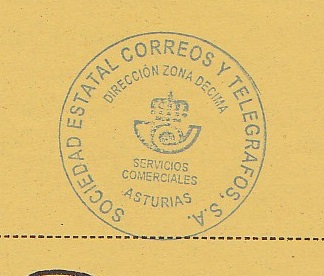 SOCIEDAD ESTATAL CORREOS Y TELEGRAFOS, S.A.
DIRECCIÓN ZONA DECIMA
SERVICIOS
COMERCIALES
ASTURIAS